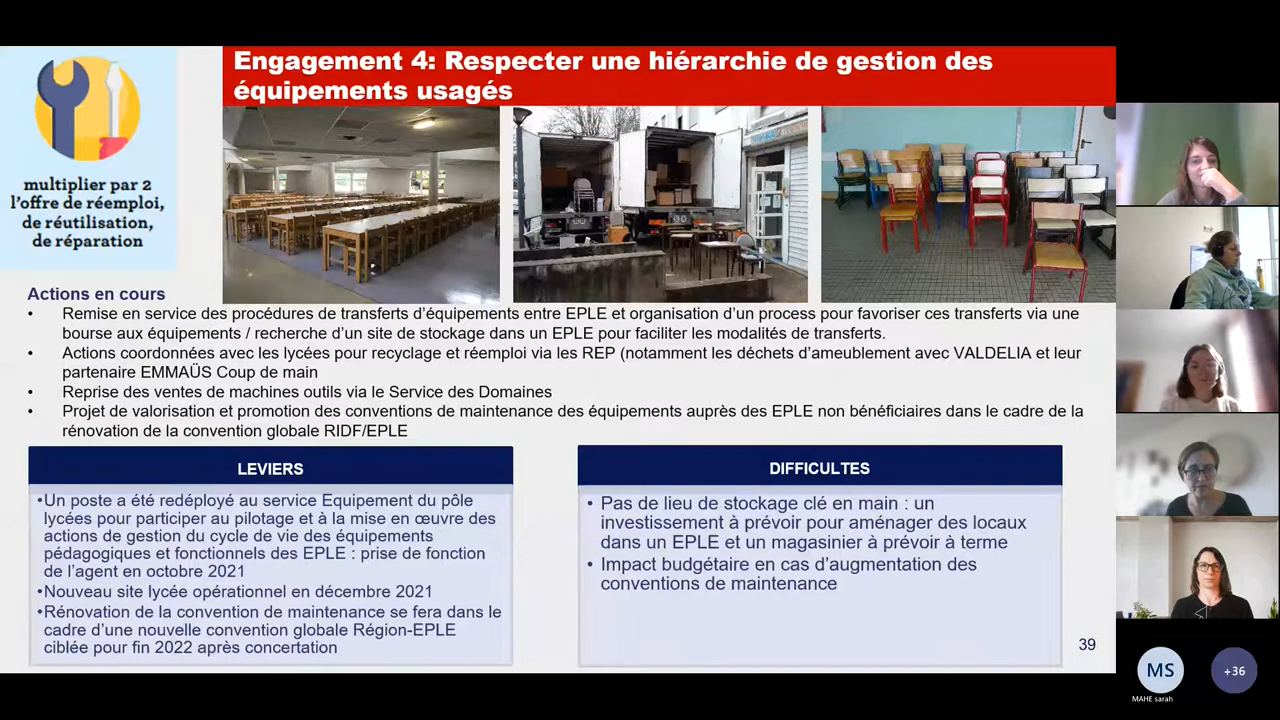 Engagement 4: Respecter une hiérarchie de gestion des
équipements usagés
multiplier par 2
l'offre de réemploi,
de réutilisation,
de réparation
Actions en cours
• Remise en service des procédures de transferts d'équipements entre EPLE et organisation d'un process pour favoriser ces transferts via une
bourse aux équipements / recherche d'un site de stockage dans un EPLE pour faciliter les modalités de transferts.
• Actions coordonnées avec les lycées pour recyclage et réemploi via les REP (notamment les déchets d'ameublement avec VALDELIA et leur
partenaire EMMAÜS Coup de main
• Reprise des ventes de machines outils via le Service des Domaines
• Projet de valorisation et promotion des conventions de maintenance des équipements auprès des EPLE non bénéficiaires dans le cadre de la
rénovation de la convention globale RIDF/EPLE
LEVIERS
•Un poste a été redéployé au service Equipement du pôle
lycées pour participer au pilotage et à la mise en œuvre des
actions de gestion du cycle de vie des équipements
pédagogiques et fonctionnels des EPLE : prise de fonction
de l'agent en octobre 2021
•Nouveau site lycée opérationnel en décembre 2021
•Rénovation de la convention de maintenance se fera dans le
cadre d'une nouvelle convention globale Région-EPLE
ciblée pour fin 2022 après concertation
DIFFICULTES
• Pas de lieu de stockage clé en main : un
investissement à prévoir pour aménager des locaux
dans un EPLE et un magasinier à prévoir à terme
• Impact budgétaire en cas d'augmentation des
conventions de maintenance
39
MS
+36
MAHE sarah